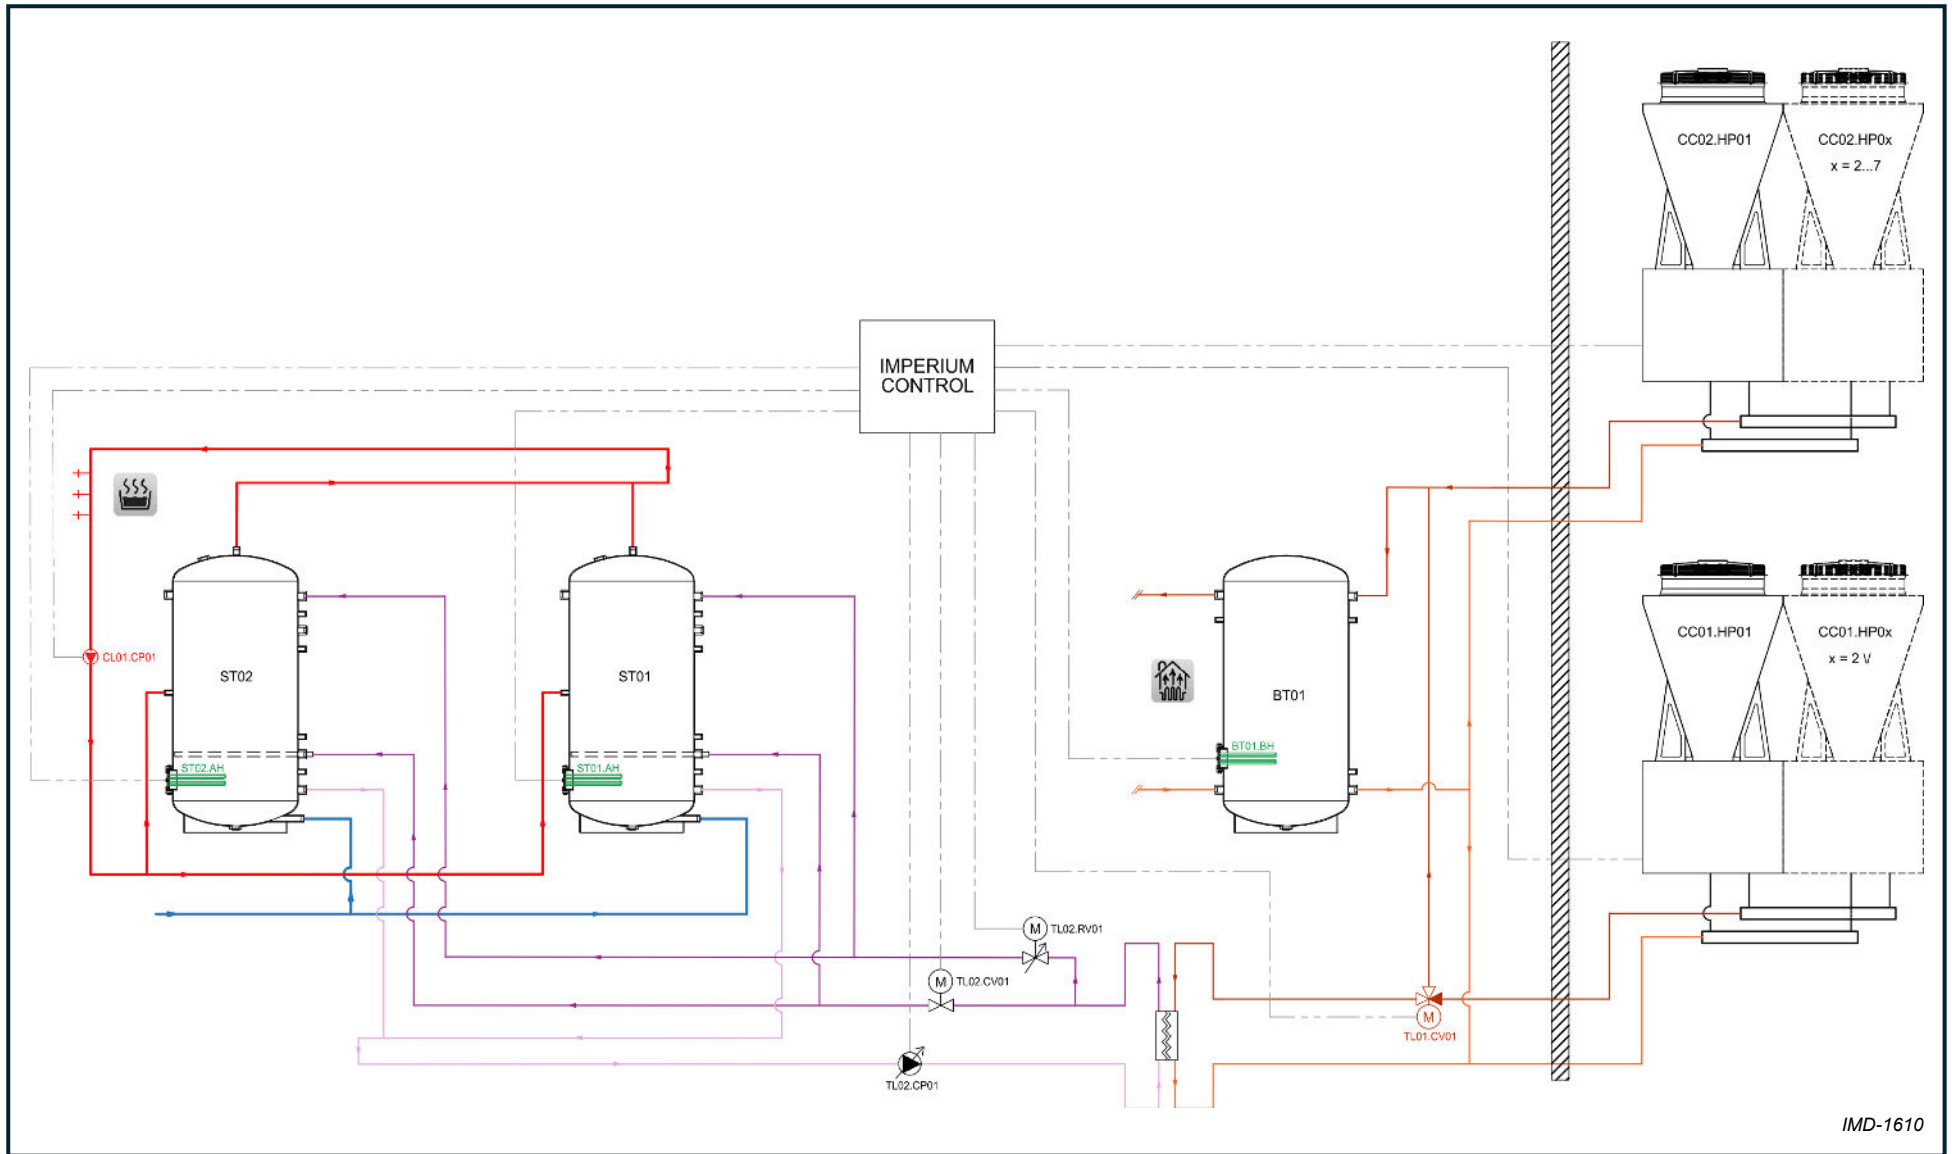 CC02.HP01
CC02.HP0x
x = 2...7
IMPERIUM
CONTROL
CC01.HP01
CC01.HP0x
CL01.CP01
ST02
ST01
BT01
BT01.BH
ST02.AH
ST01.AH
M
TL02.RV01
M
TL02.CV01
M
TL01.CV01
TL02.CP01
IMD-1610